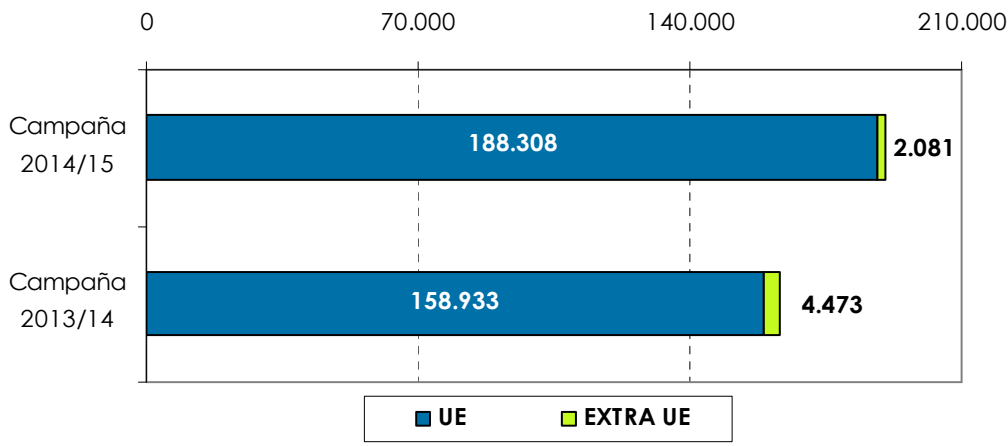 0 70.000 140.000 210.000
Campaña
2014/15
188.308 2.081
Campaña
2013/14
158.933 4.473
UE EXTRA UE